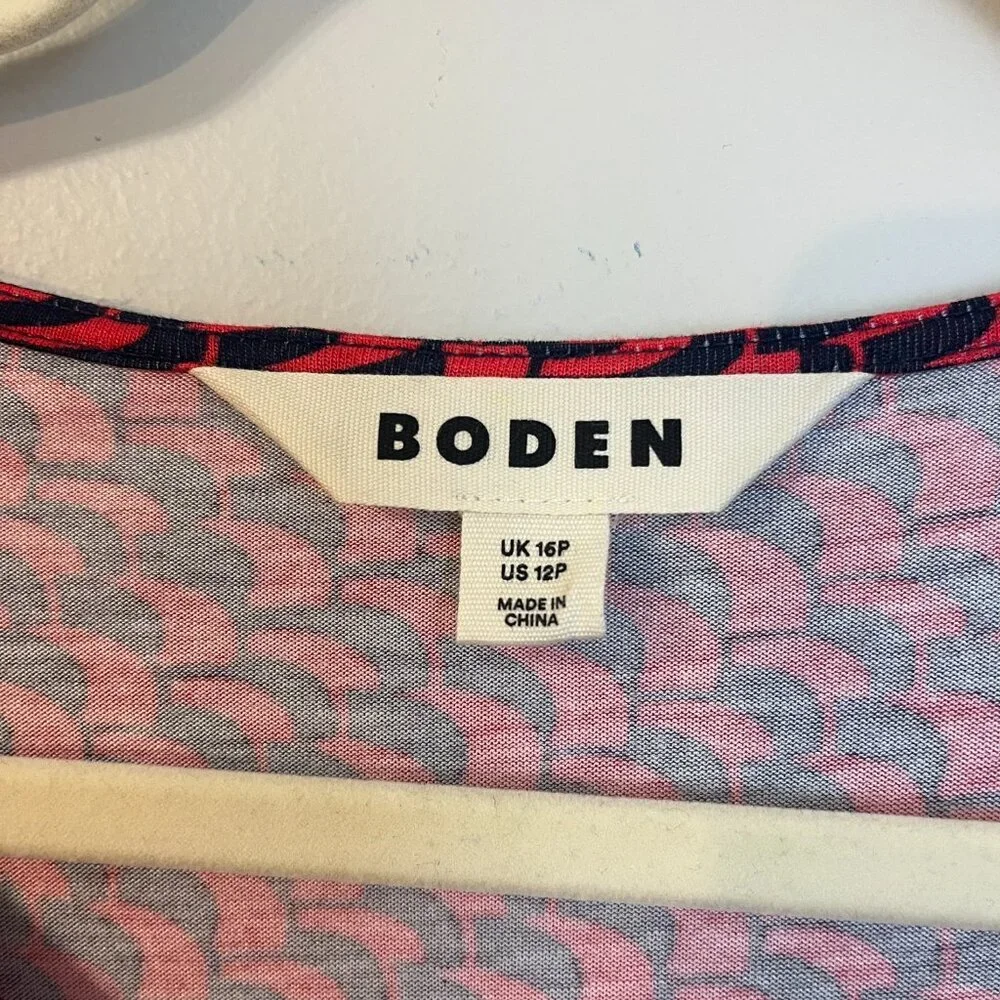 BODEN
UK 16P
US 12P
MADE IN
CHINA